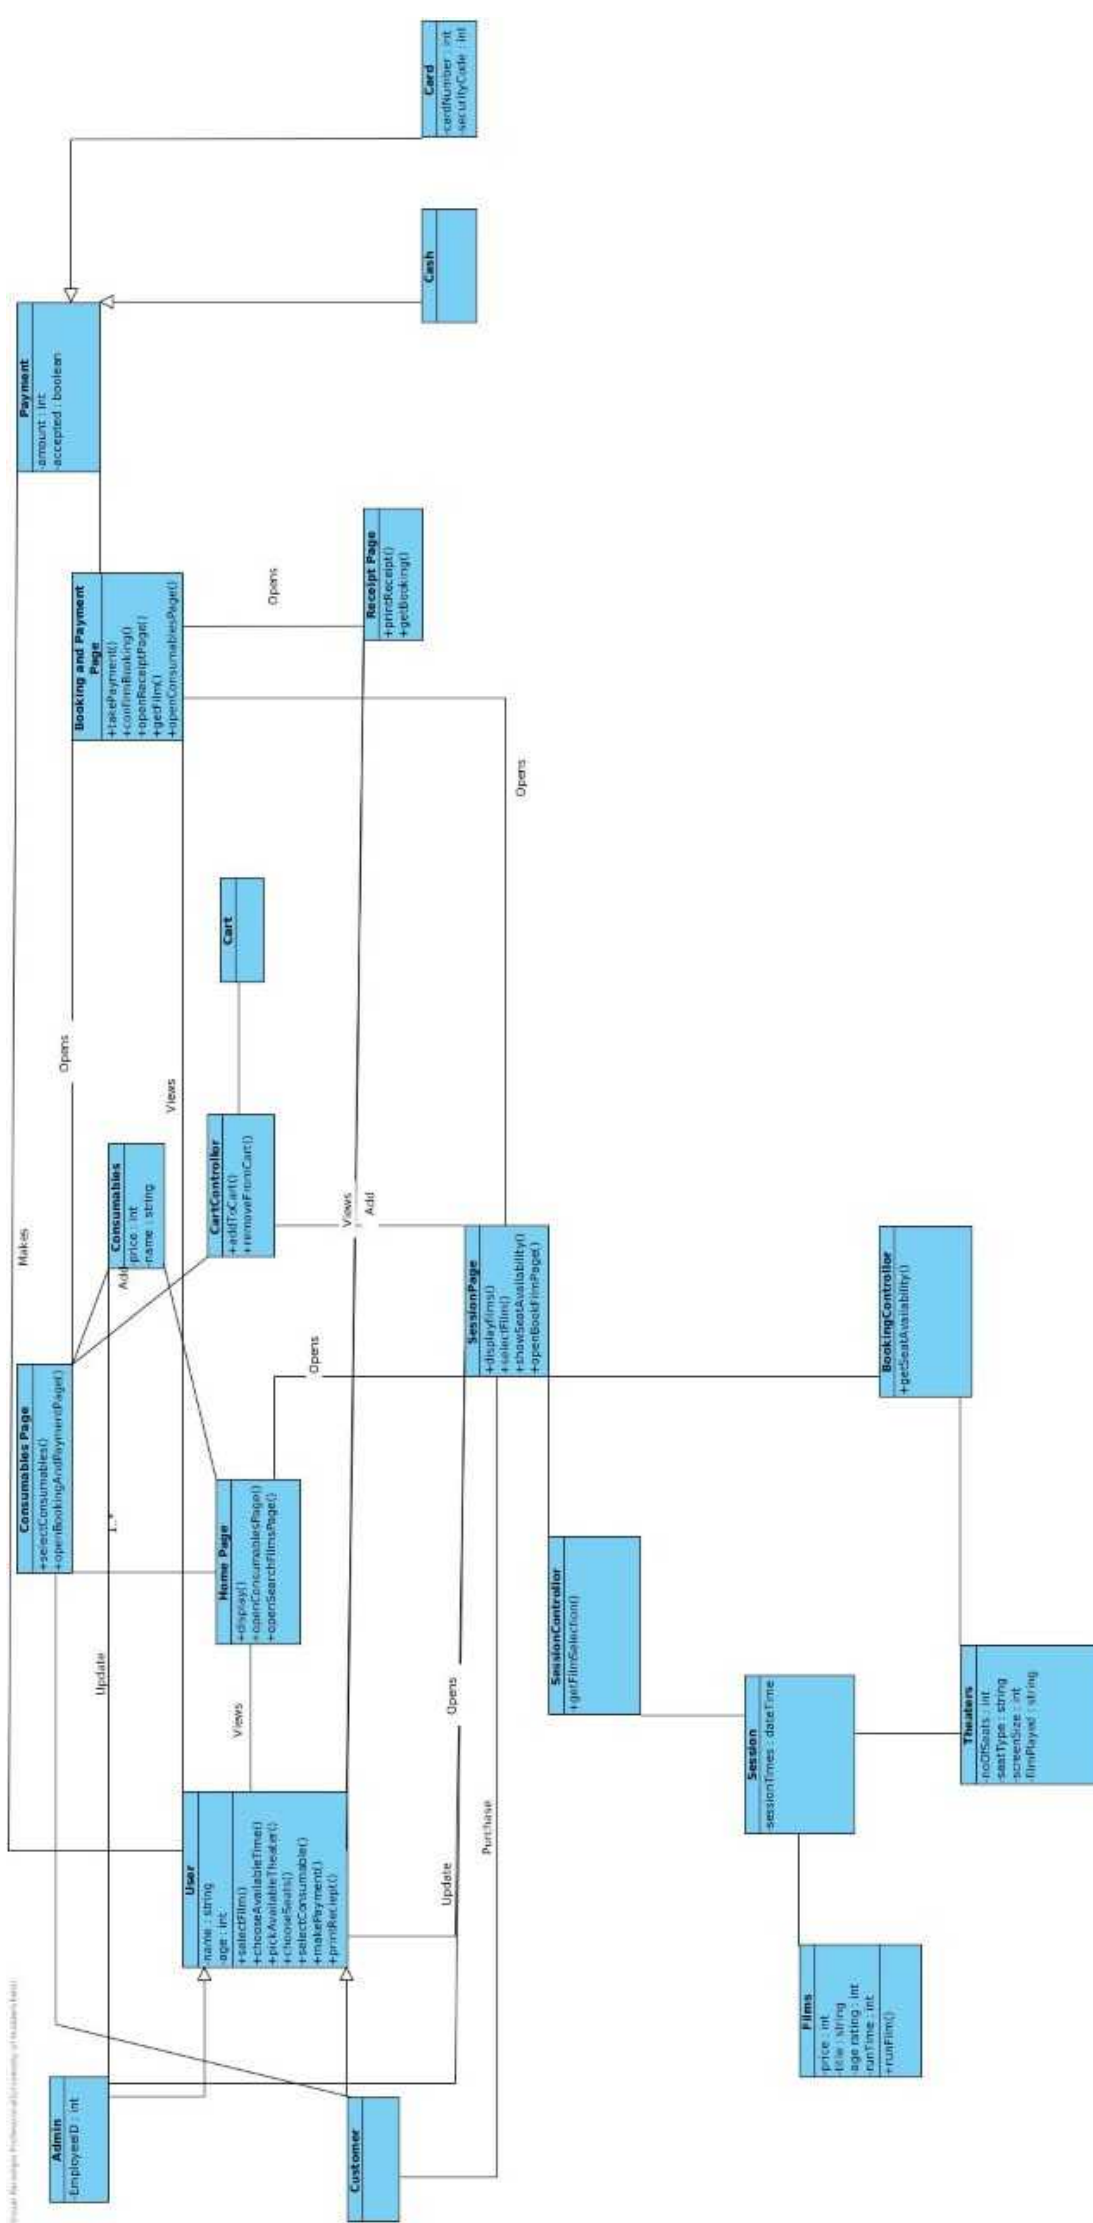 Admin
-EmployeeID : int
Customer
User
-name : string
-age : int
+selectFilm()
+chooseAvailableTime()
+pickAvailableTheater()
+chooseSeats()
+selectConsumable()
+makePayment()
+printReciept()
Films
-price : int
-title : string
-age rating : int
-runTime : int
+runFilm()
Session
-sessionTimes : dateTime
Theaters
-noOfSeats : int
-seatType : string
-screenSize : int
-filmPlayed : string
SessionControllor
+getFilmSelection()
BookingControllor
+getSeatAvailability()
Home Page
+display()
+openConsumablesPage()
+openSearchFilmsPage()
Consumables Page
+selectConsumables()
+openBookingAndPaymentPage()
Consumables
-price : int
-name : string
CartControllor
+addToCart()
+removeFromCart()
SessionPage
+displayfilms()
+selectFilm()
+showSeatAvailability()
+openBookFilmPage()
Cart
Booking and Payment
Page
+takePayment()
+confirmBooking()
+openReceiptPage()
+getFilm()
+openConsumablesPage()
Receipt Page
+printReceipt()
+getBooking()
Payment
-amount : int
-accepted : boolean
Cash
Card
-cardNumber : int
-securityCode : int
Makes
Opens
Views
Add
1..*
Update
Views
Opens
Views
Add
Opens
Update
Purchase
Opens
Opens